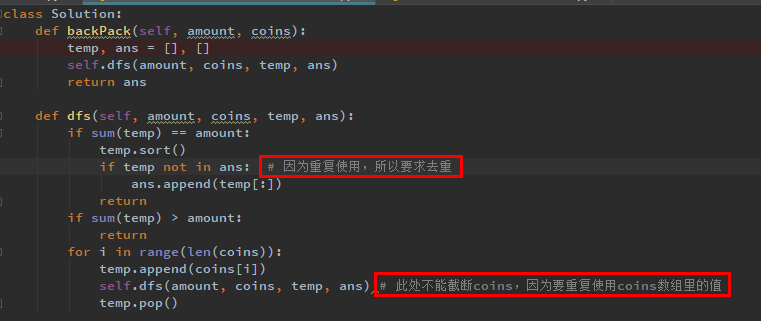 class Solution:
    def backPack(self, amount, coins):
        temp, ans = [], []
        self.dfs(amount, coins, temp, ans)
        return ans
    def dfs(self, amount, coins, temp, ans):
        if sum(temp) == amount:
            temp.sort()
            if temp not in ans: # 因为重复使用，所以要求去重
                ans.append(temp[:])
            return
        if sum(temp) > amount:
            return
        for i in range(len(coins)):
            temp.append(coins[i])
            self.dfs(amount, coins, temp, ans) # 此处不能截断coins，因为要重复使用coins数组里的值
            temp.pop()